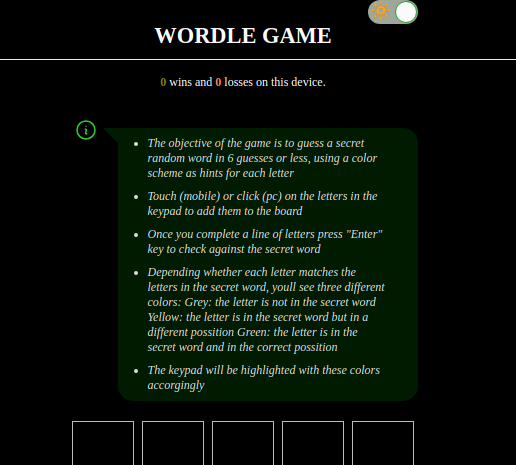 WORDLE GAME
0 wins and 0 losses on this device.
i
The objective of the game is to guess a secret
random word in 6 guesses or less, using a color
scheme as hints for each letter
Touch (mobile) or click (pc) on the letters in the
keypad to add them to the board
Once you complete a line of letters press "Enter"
key to check against the secret word
Depending whether each letter matches the
letters in the secret word, youll see three different
colors: Grey: the letter is not in the secret word
Yellow: the letter is in the secret word but in a
different possition Green: the letter is in the
secret word and in the correct possition
The keypad will be highlighted with these colors
accorgingly